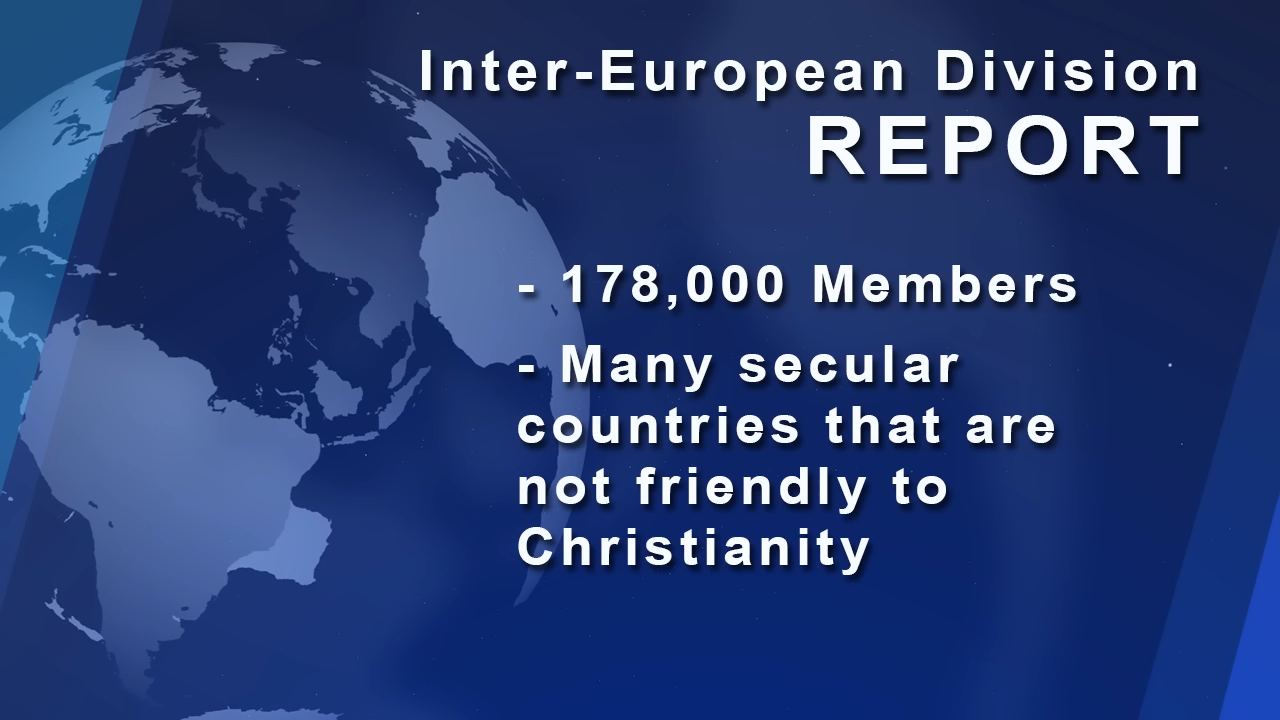 Inter-European Division
REPORT
- 178,000 Members
- Many secular
countries that are
not friendly to
Christianity